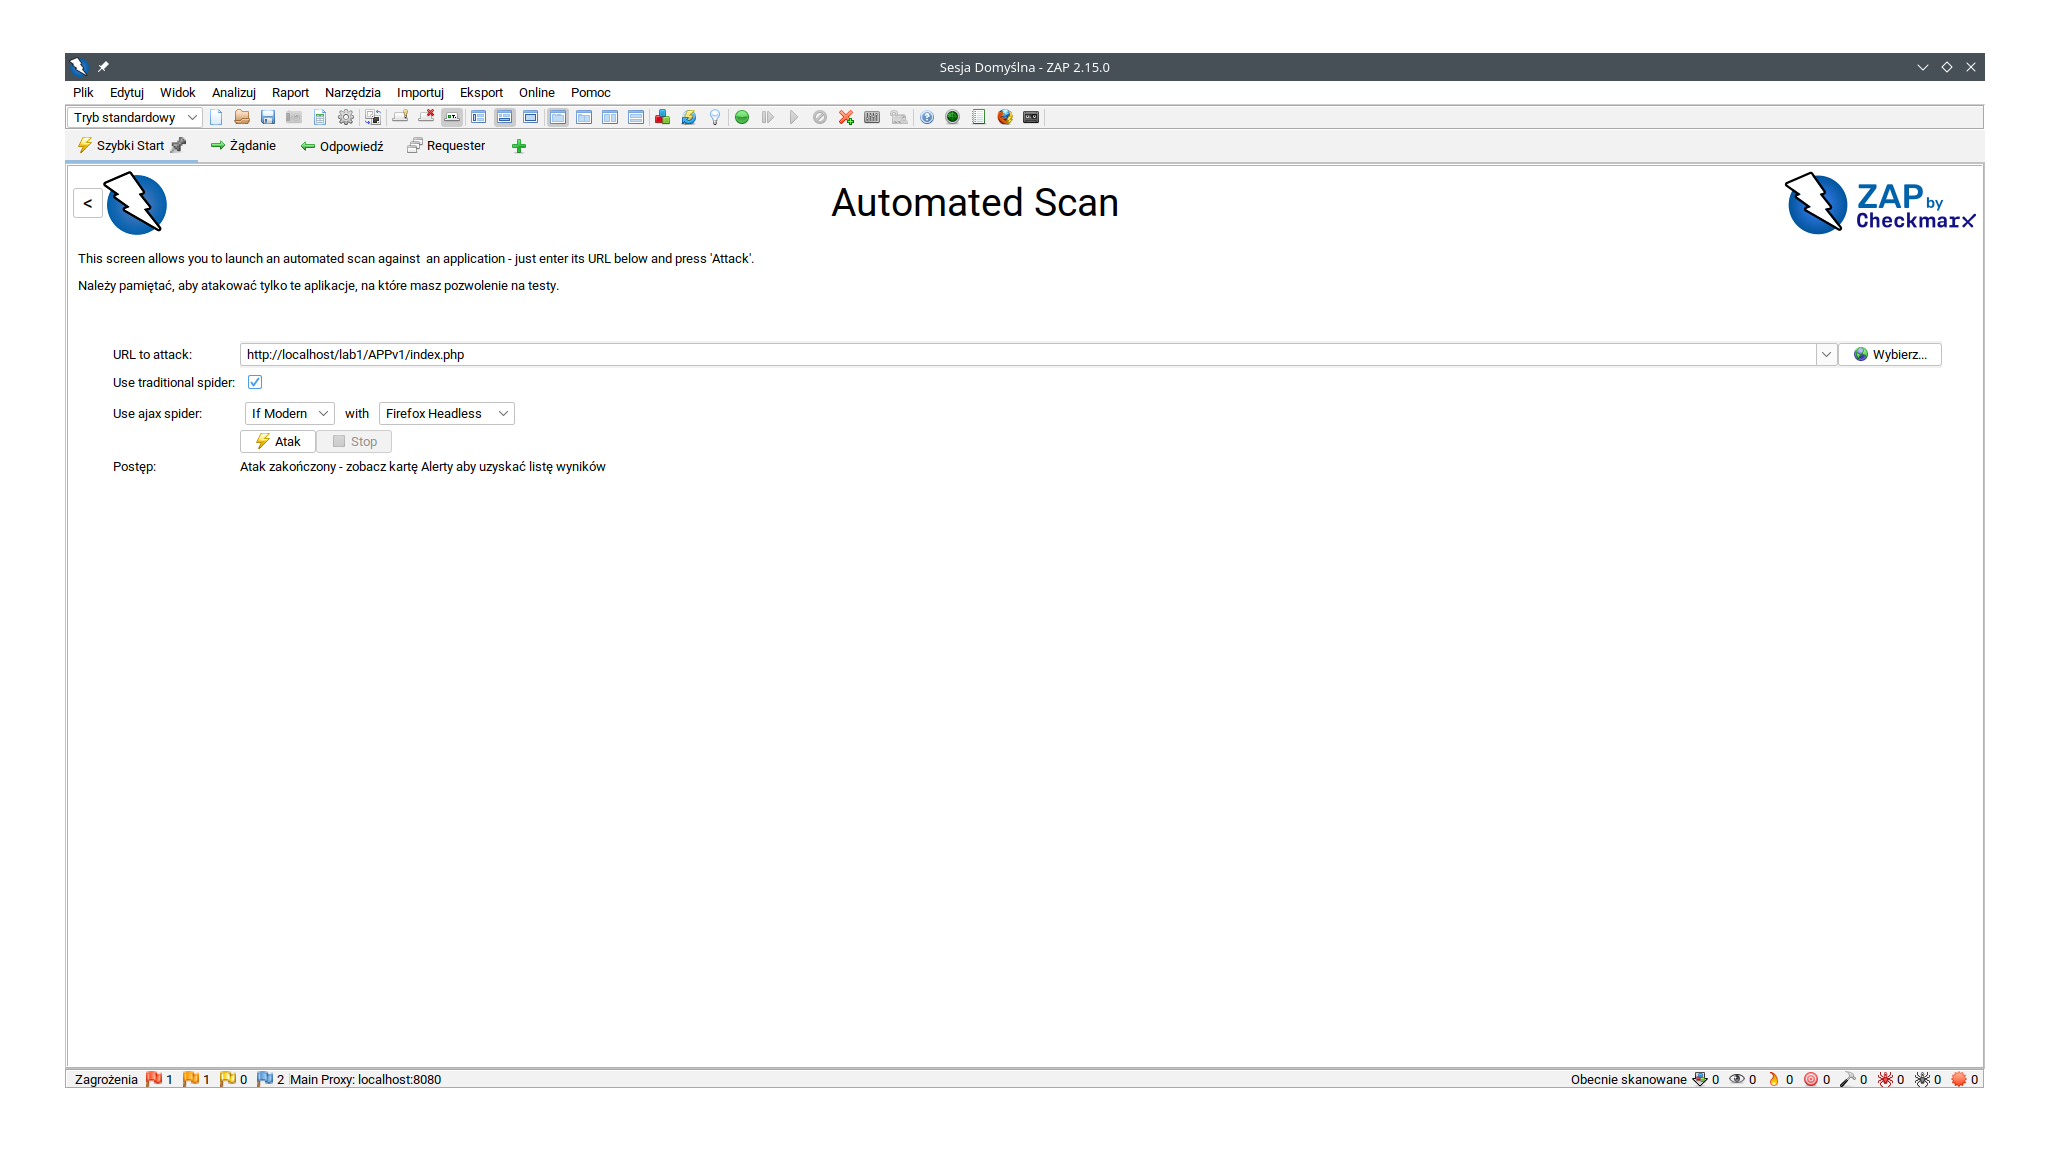 Sesja Domyślna - ZAP 2.15.0
Plik Edytuj Widok Analizuj Raport Narzędzia Importuj Eksport Online Pomoc
Tryb standardowy
Szybki Start Żądanie Odpowiedź Requester
< Automated Scan ZAP by Checkmarx
This screen allows you to launch an automated scan against  an application - just enter its URL below and press 'Attack'.
Należy pamiętać, aby atakować tylko te aplikacje, na które masz pozwolenie na testy.
URL to attack: http://localhost/lab1/APPv1/index.php Wybierz...
Use traditional spider:
Use ajax spider: If Modern with Firefox Headless
Atak Stop
Postęp: Atak zakończony - zobacz kartę Alerty aby uzyskać listę wyników
Zagrożenia 1 1 0 2 Main Proxy: localhost:8080 Obecnie skanowane 0 0 0 0 0 0 0 0